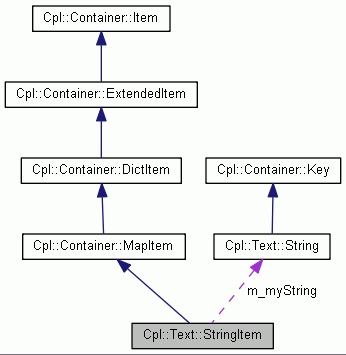 Cpl::Container::Item
Cpl::Container::ExtendedItem
Cpl::Container::DictItem
Cpl::Container::Key
Cpl::Container::MapItem
Cpl::Text::String
m_myString
Cpl::Text::StringItem